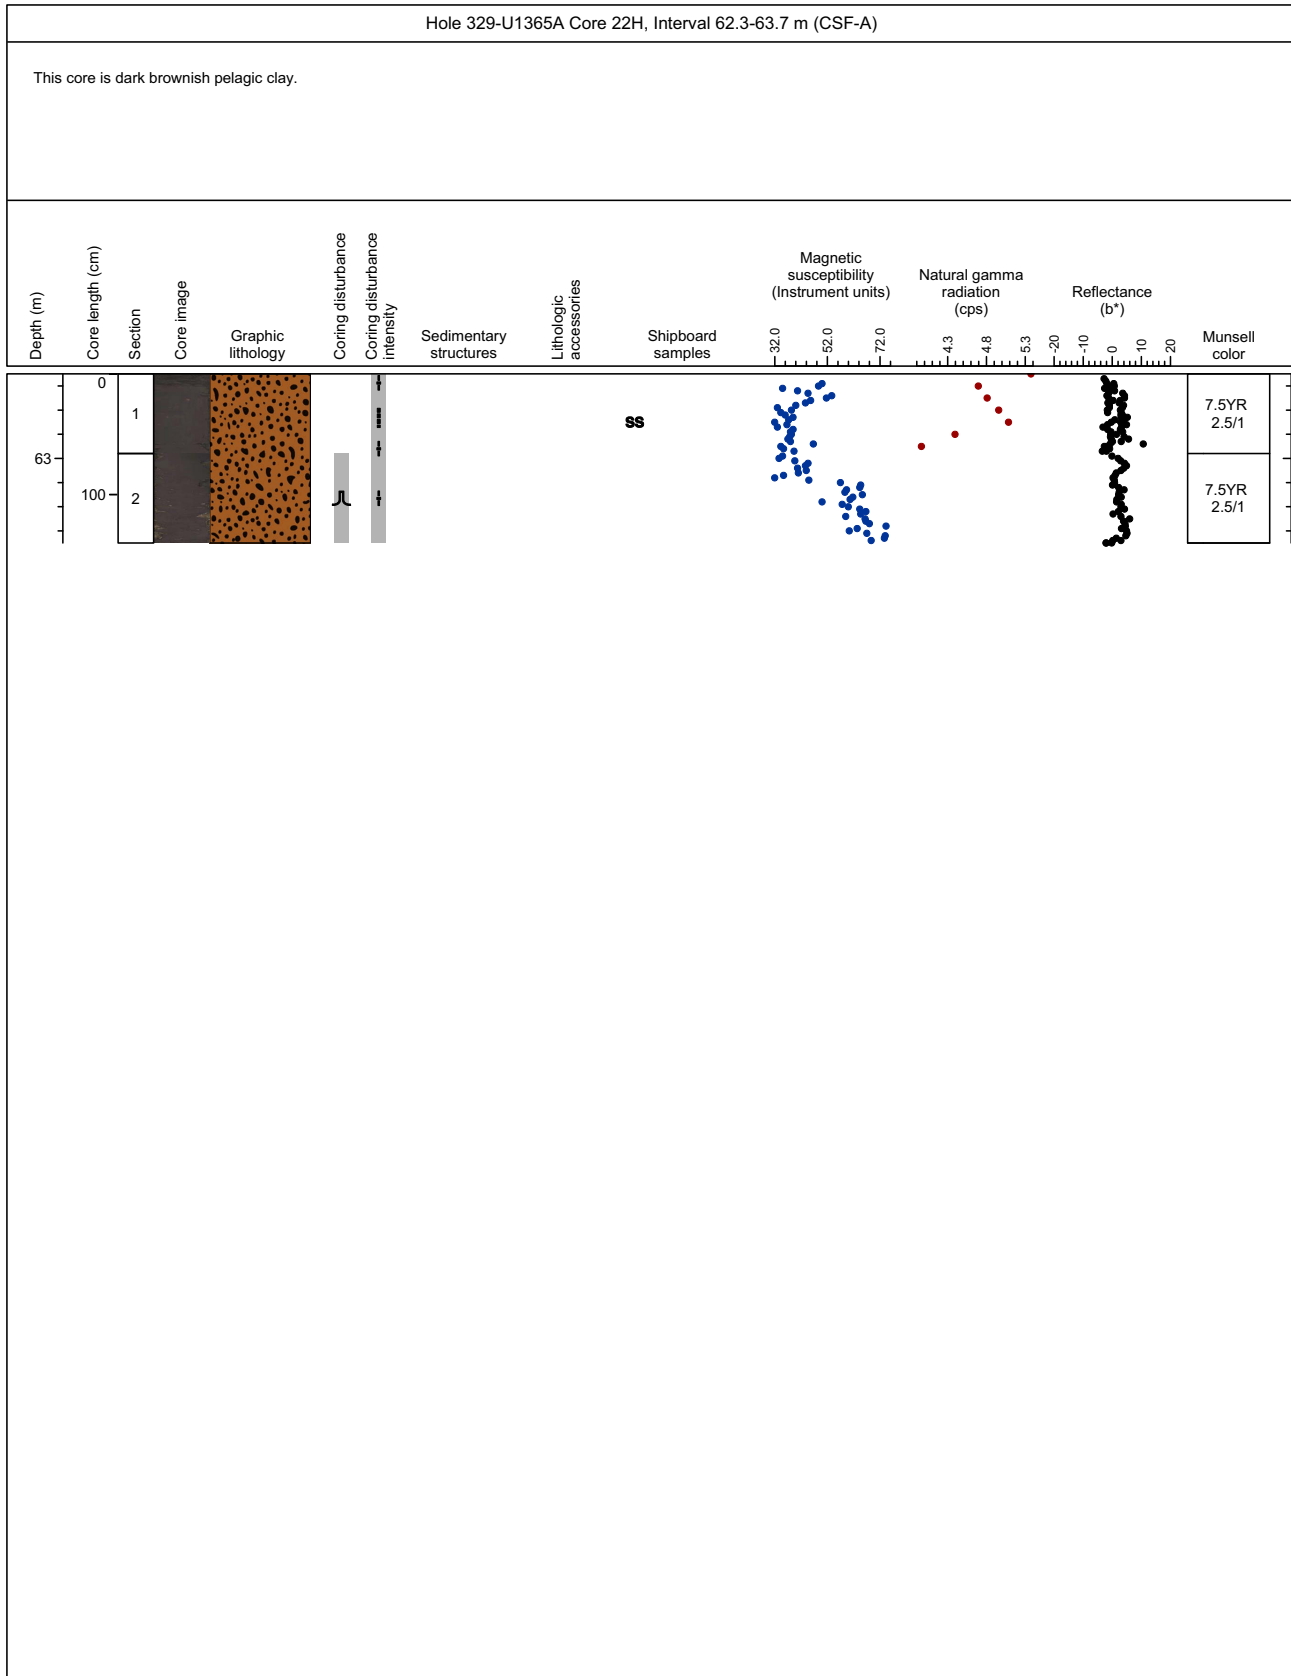 Hole 329-U1365A Core 22H, Interval 62.3-63.7 m (CSF-A)
This core is dark brownish pelagic clay.
Depth (m)
Core length (cm)
Section
Core image
Graphic
lithology
Coring disturbance
Coring disturbance
intensity
Sedimentary
structures
Lithologic
accessories
Shipboard
samples
Magnetic
susceptibility
(Instrument units)
32.0
52.0
72.0
Natural gamma
radiation
(cps)
4.3
4.8
5.3
Reflectance
(b*)
-20
-10
0
10
20
Munsell
color
0
1
7.5YR
2.5/1
SS
63
100
2
7.5YR
2.5/1